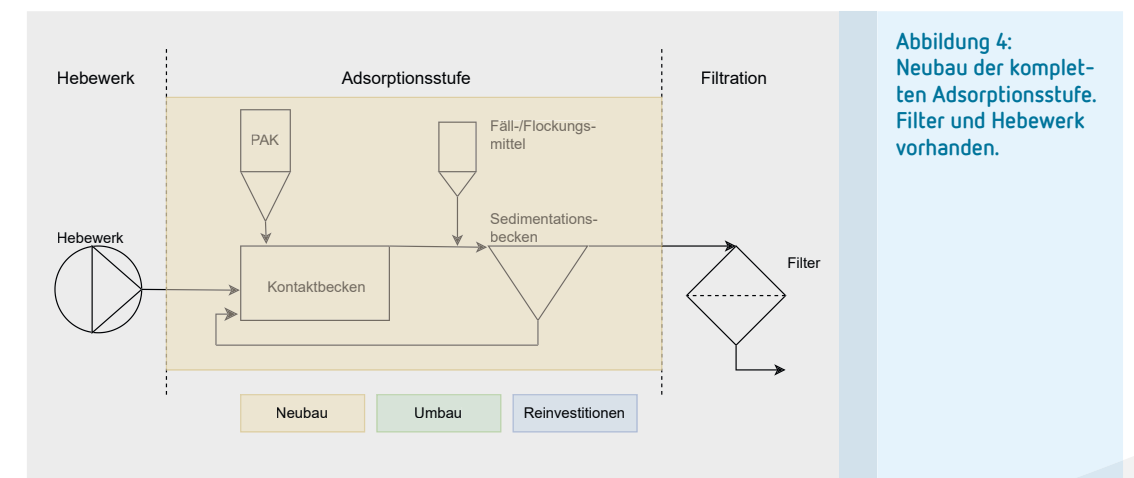 Hebewerk
Adsorptionsstufe
Filtration
PAK
Fäll-/Flockungs-
mittel
Sedimentations-
becken
Hebewerk
Kontaktbecken
Filter
Neubau
Umbau
Reinvestitionen
Abbildung 4:
Neubau der komplet-
ten Adsorptionsstufe.
Filter und Hebewerk
vorhanden.